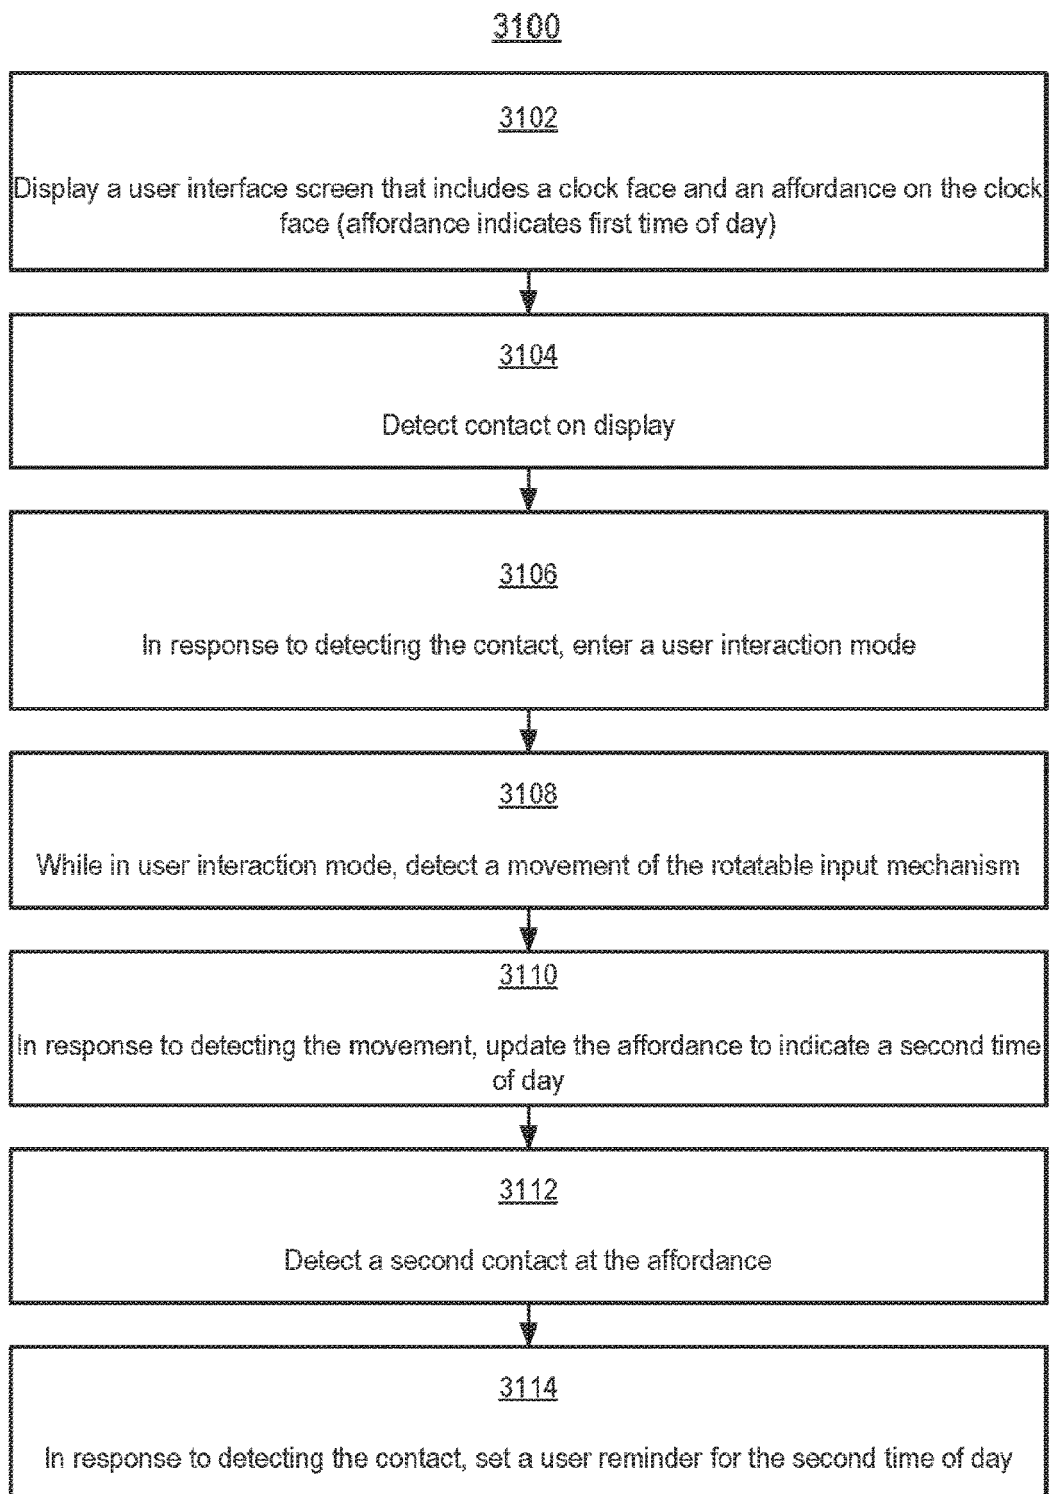 3100
3102
Display a user interface screen that includes a clock face and an affordance on the clock
face (affordance indicates first time of day)
3104
Detect contact on display
3106
In response to detecting the contact, enter a user interaction mode
3108
While in user interaction mode, detect a movement of the rotatable input mechanism
3110
In response to detecting the movement, update the affordance to indicate a second time
of day
3112
Detect a second contact at the affordance
3114
In response to detecting the contact, set a user reminder for the second time of day